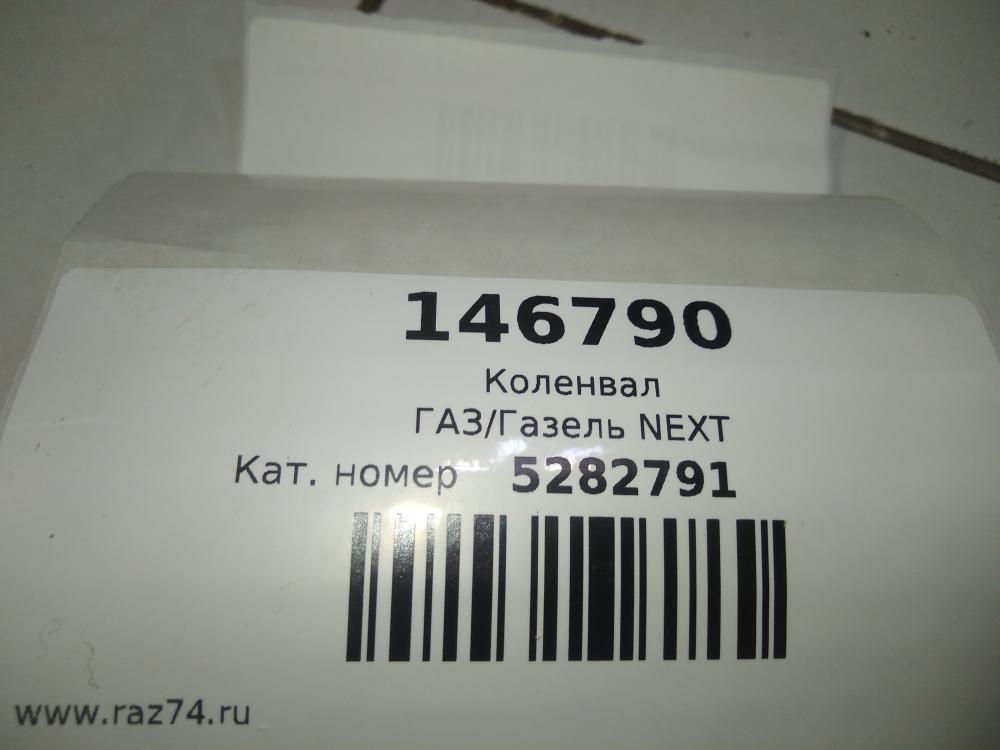 146790
Коленвал
ГАЗ/Газель NEXT
Кат. номер 5282791
www.raz74.ru